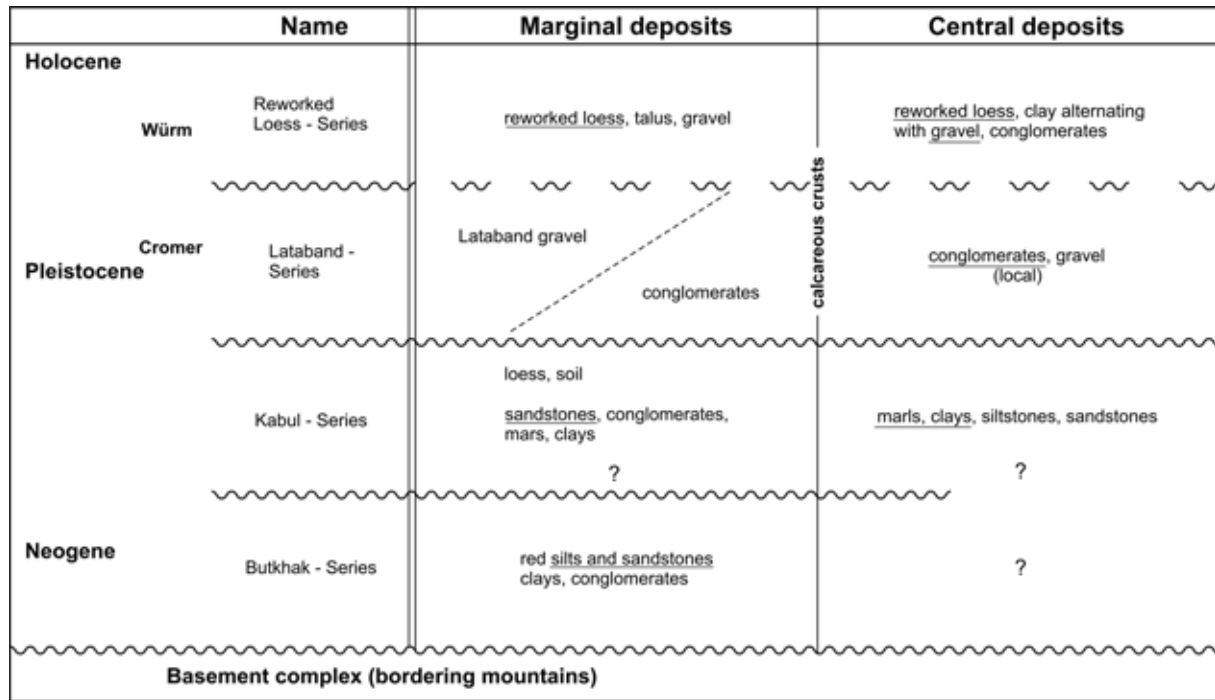 Name
Marginal deposits
Central deposits
Holocene
Würm
Reworked
Loess - Series
reworked loess, talus, gravel
reworked loess, clay alternating
with gravel, conglomerates
calcareous crusts
Pleistocene
Cromer
Lataband -
Series
Lataband gravel
conglomerates
conglomerates, gravel
(local)
Kabul - Series
loess, soil
sandstones, conglomerates,
mars, clays
?
marls, clays, siltstones, sandstones
?
Neogene
Butkhak - Series
red silts and sandstones
clays, conglomerates
?
Basement complex (bordering mountains)